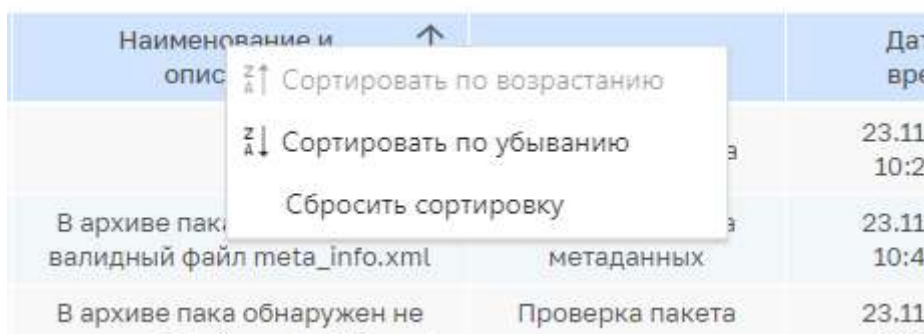 Наименование и
опис
Сортировать по возрастанию
Сортировать по убыванию
Сбросить сортировку
Дат
вре
23.11
10:2
В архиве пак
валидный файл meta_info.xml
метаданных
23.11
10:4
В архиве пака обнаружен не
Проверка пакета
23.11